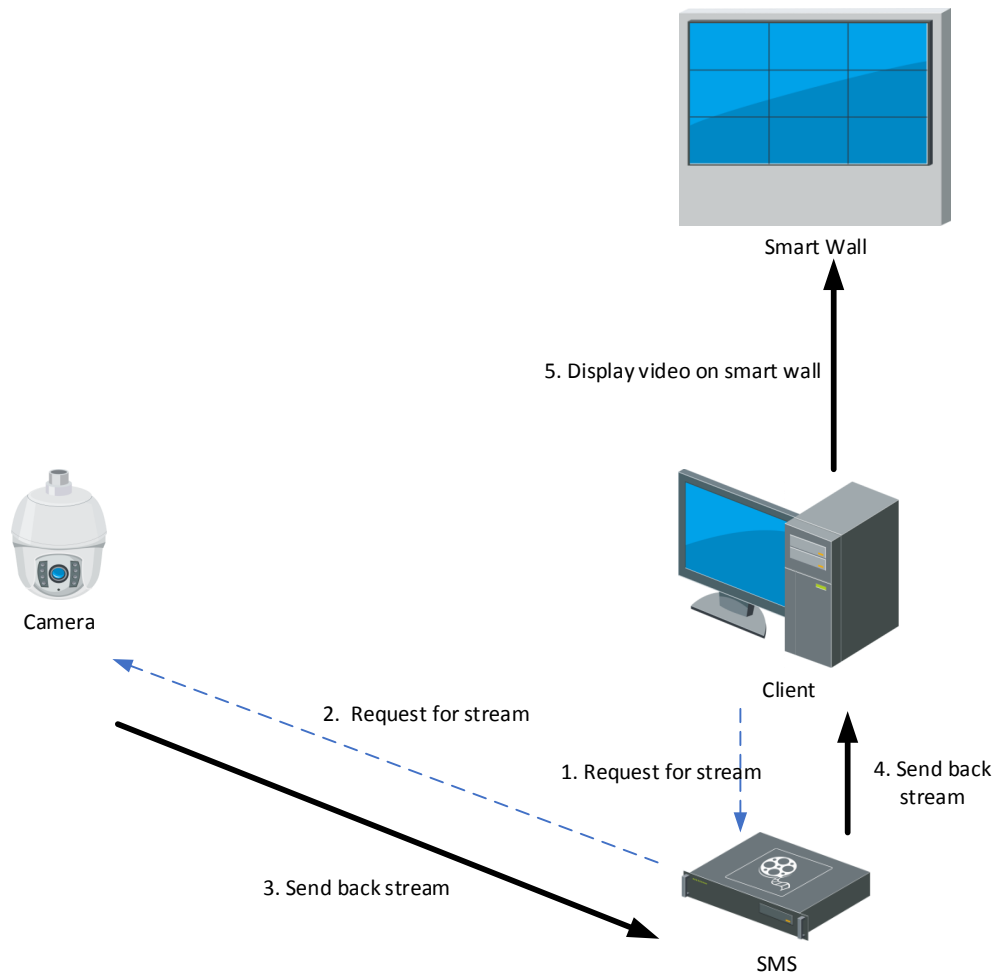 Smart Wall
5. Display video on smart wall
Camera
Client
2.  Request for stream
1. Request for stream
4. Send back
stream
3. Send back stream
SMS